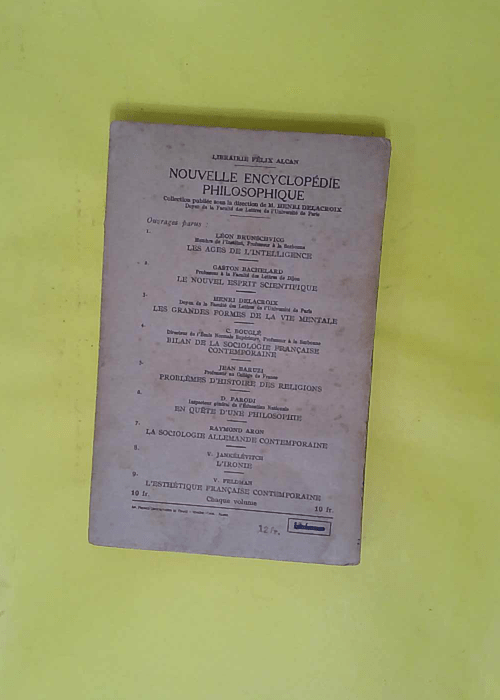 LIBRAIRIE FÉLIX ALCAN
NOUVELLE ENCYCLOPÉDIE
PHILOSOPHIQUE
Collection publiée sous la direction de M. HENRI DELACROIX
Doyen de la Faculté des Lettres de l'Université de Paris
Ouvrages parus :
1.
LÉON BRUNSCHVICG
Membre de l'Institut, Professeur à la Sorbonne
LES AGES DE L'INTELLIGENCE
2.
GASTON BACHELARD
Professeur à la Faculté des Lettres de Dijon
LE NOUVEL ESPRIT SCIENTIFIQUE
3.
HENRI DELACROIX
Doyen de la Faculté des Lettres de l'Université de Paris
LES GRANDES FORMES DE LA VIE MENTALE
4.
C. BOUGLÉ
Directeur de l'École Normale Supérieure, Professeur à la Sorbonne
BILAN DE LA SOCIOLOGIE FRANÇAISE
CONTEMPORAINE
5.
JEAN BARUZI
Professeur au Collège de France
PROBLÈMES D'HISTOIRE DES RELIGIONS
6.
D. PARODI
Inspecteur général de l'Éducation Nationale
EN QUÊTE D'UNE PHILOSOPHIE
7.
RAYMOND ARON
LA SOCIOLOGIE ALLEMANDE CONTEMPORAINE
8.
V. JANKÉLÉVITCH
L'IRONIE
9.
V. FELDMAN
L'ESTHÉTIQUE FRANÇAISE CONTEMPORAINE
10 fr. Chaque volume 10 fr.
12 fr.